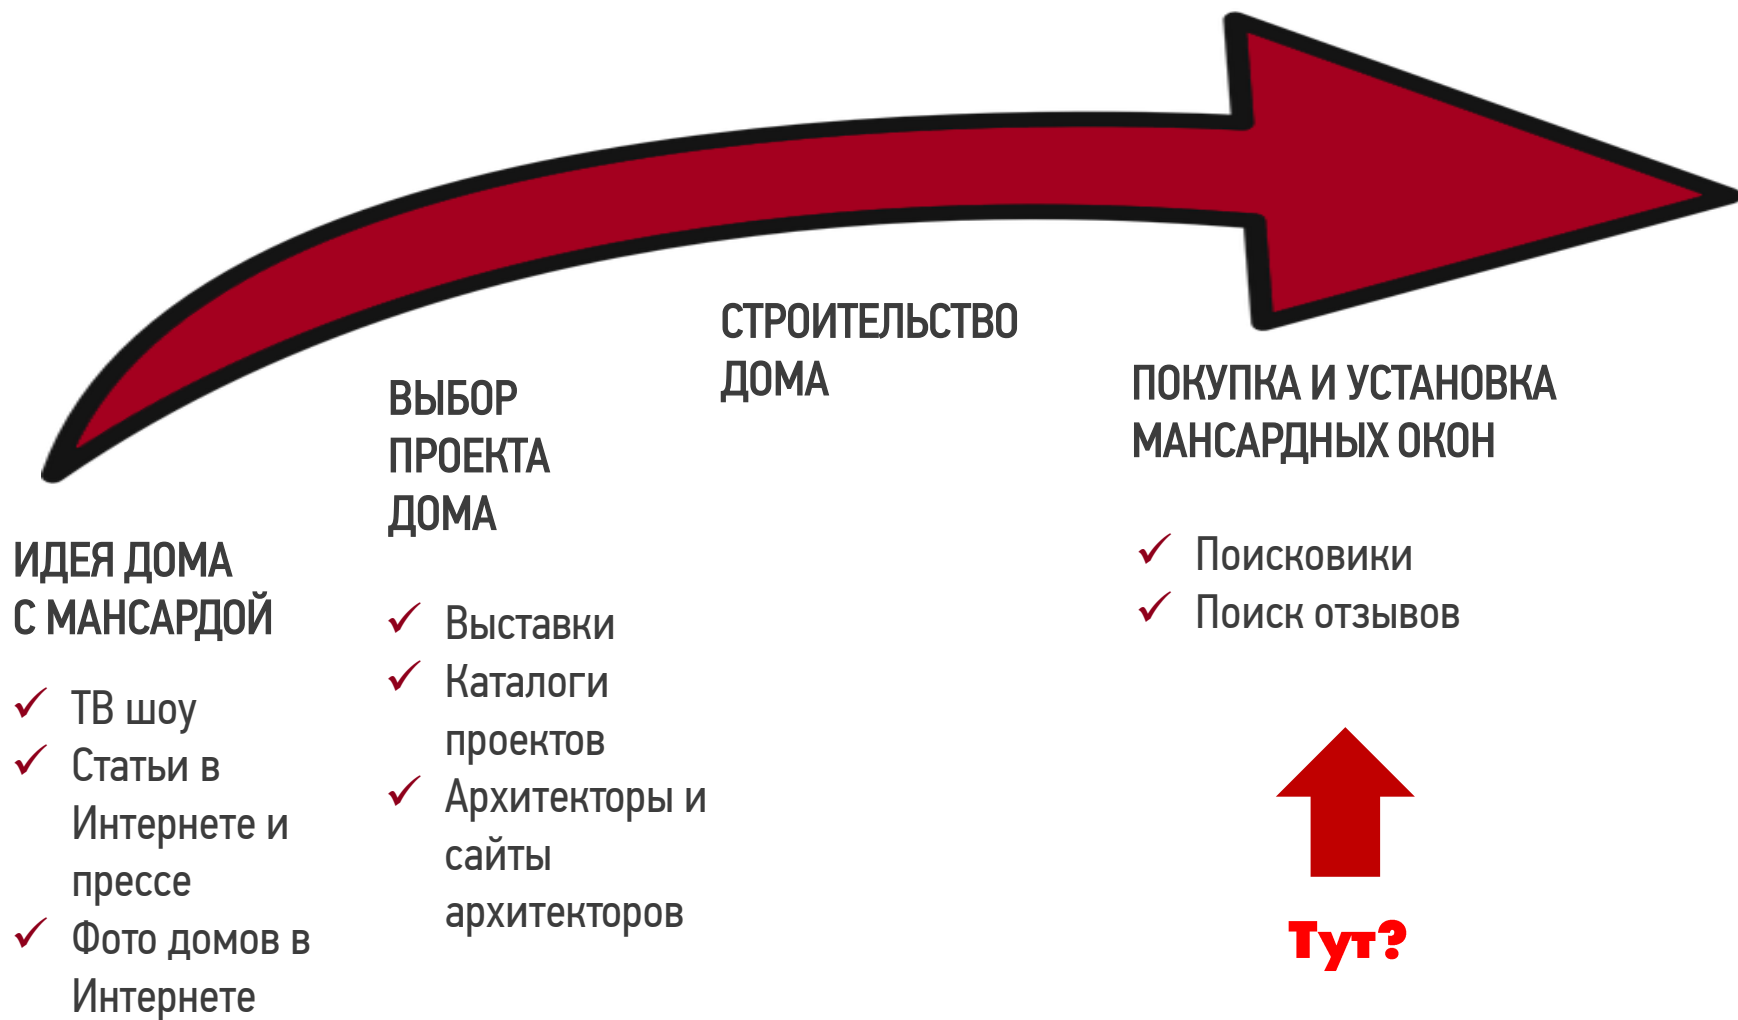 ИДЕЯ ДОМА
С МАНСАРДОЙ
ТВ шоу
Статьи в
Интернете и
прессе
Фото домов в
Интернете
ВЫБОР
ПРОЕКТА
ДОМА
Выставки
Каталоги
проектов
Архитекторы и
сайты
архитекторов
СТРОИТЕЛЬСТВО
ДОМА
ПОКУПКА И УСТАНОВКА
МАНСАРДНЫХ ОКОН
Поисковики
Поиск отзывов
Тут?